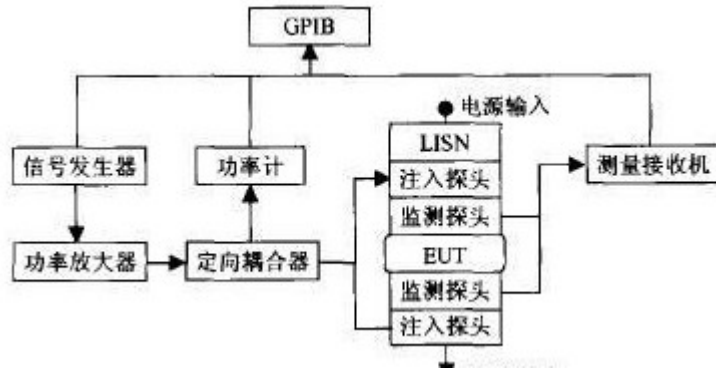 GPIB
电源输入
LISN
信号发生器
功率计
注入探头
测量接收机
监测探头
功率放大器
定向耦合器
EUT
监测探头
注入探头